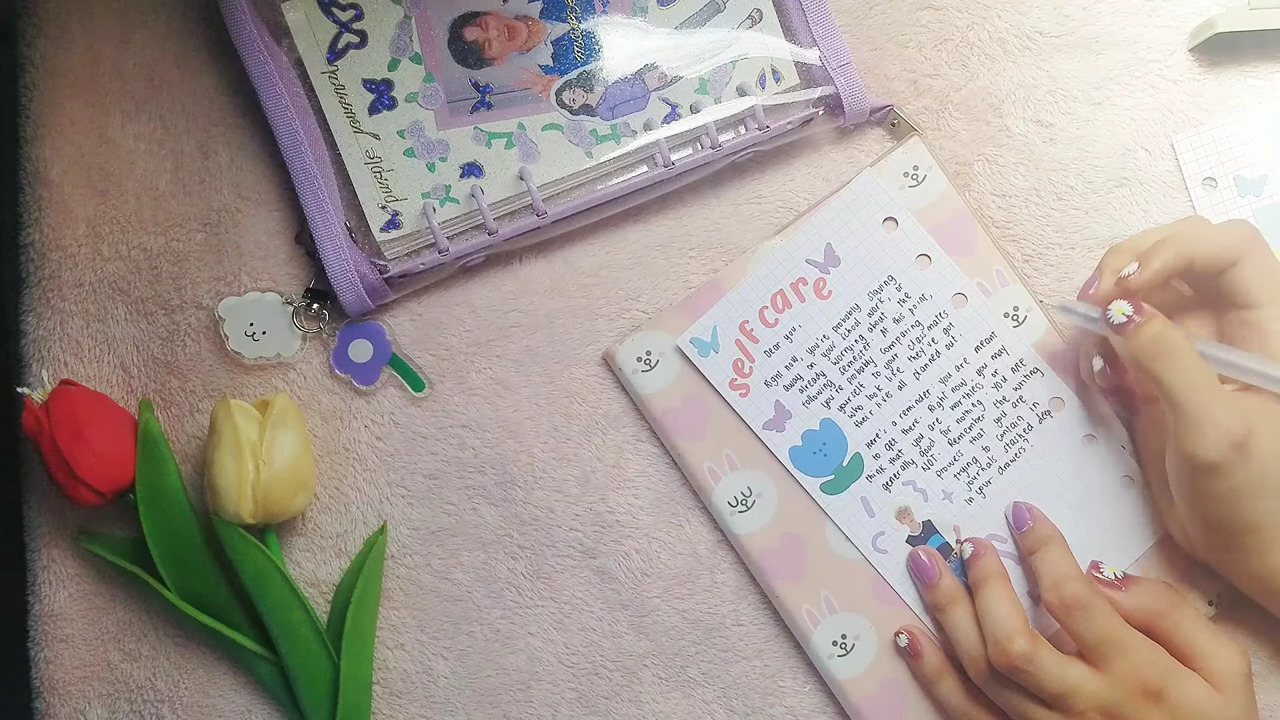 purple journal
self care
Dear you,
Right now, you're probably slaving
away on your school work, or
already worrying about the
following semester. At this point,
you're probably comparing
yourself to your classmates
who look like they've got
their life all planned out.
Here's a reminder: you are meant
to get there. Right now, you may
think that you are worthless or
generally good for nothing. You ARE
NOT. Remember the writing
prowess that you are
trying to contain in
journals stacked deep
in your drawers?